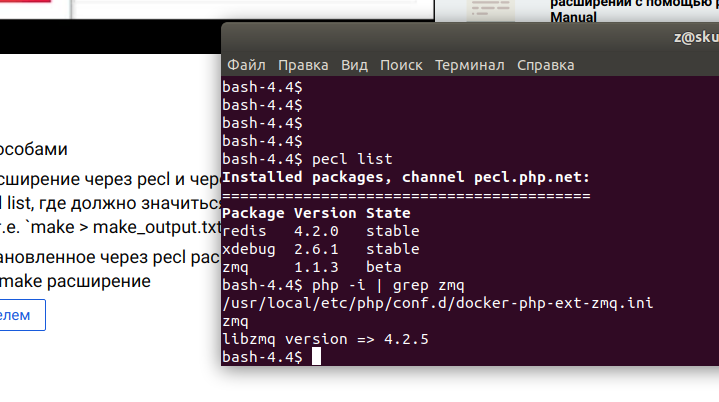 расширений с помощью
Manual
z@sku
Файл Правка Вид Поиск Терминал Справка
bash-4.4$
bash-4.4$
bash-4.4$
bash-4.4$
bash-4.4$ pecl list
Installed packages, channel pecl.php.net:
=========================================
Package Version State
redis 4.2.0 stable
xdebug 2.6.1 stable
zmq 1.1.3 beta
bash-4.4$ php -i | grep zmq
/usr/local/etc/php/conf.d/docker-php-ext-zmq.ini
zmq
libzmq version => 4.2.5
bash-4.4$
особами
сширение через pecl и чер
l list, где должно значитьс
т.е. `make > make_output.txt
ановленное через pecl рас
make расширение
елем